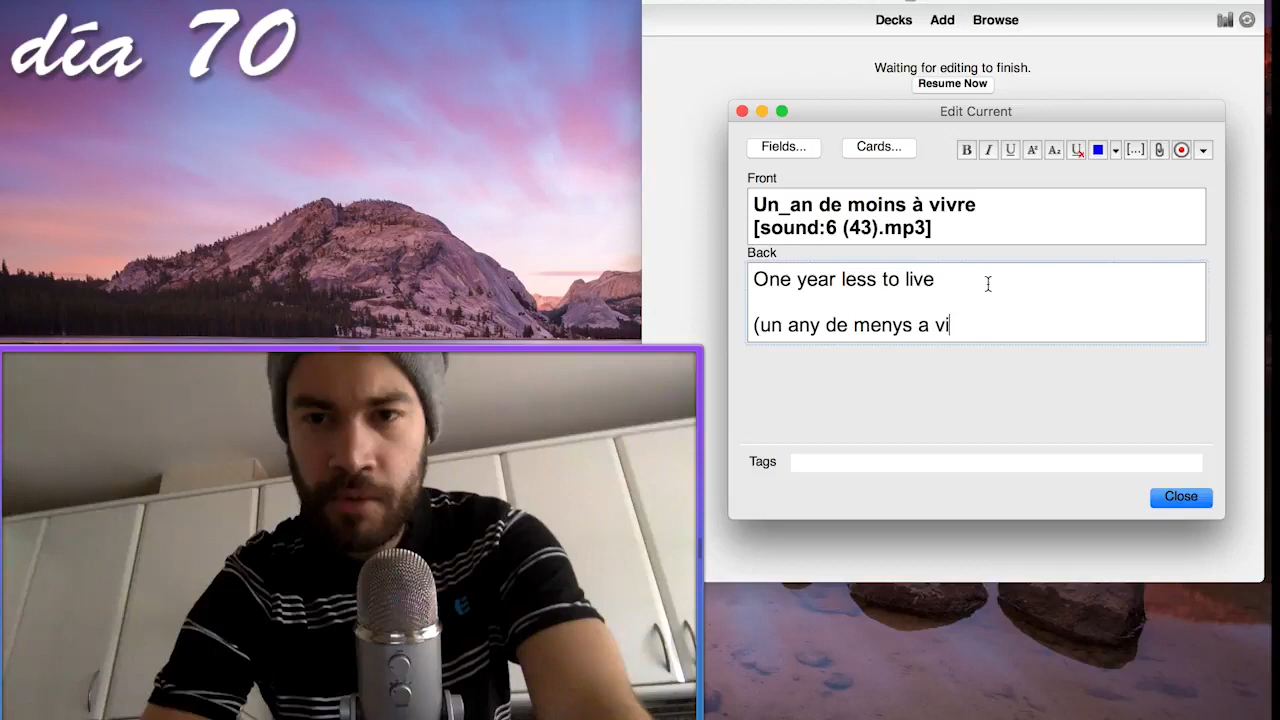 día 70
Decks Add Browse
Waiting for editing to finish.
Resume Now
Edit Current
Fields...
Cards...
B I U A² A₂ U [...]
Front
Un_an de moins à vivre
[sound:6 (43).mp3]
Back
One year less to live
(un any de menys a vi
Tags
Close